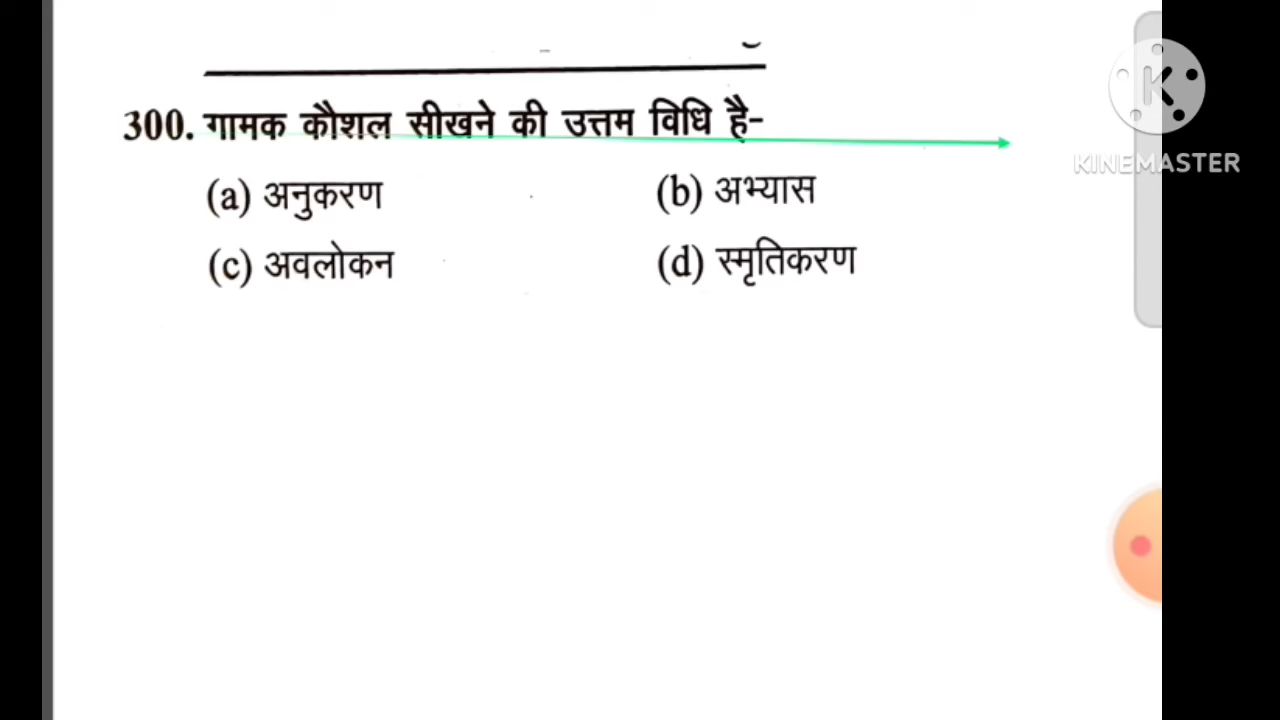 300. गामक कौशल सीखने की उत्तम विधि है-
(a) अनुकरण (b) अभ्यास
(c) अवलोकन (d) स्मृतिकरण
KINEMASTER